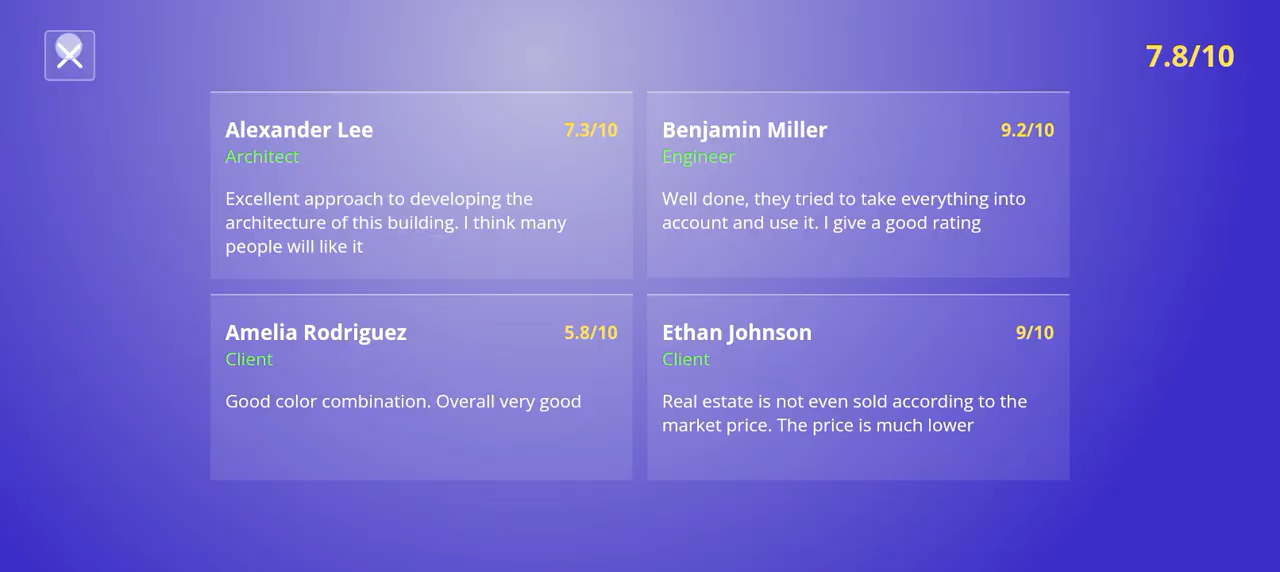 7.8/10
Alexander Lee 7.3/10
Architect
Excellent approach to developing the
architecture of this building. I think many
people will like it
Benjamin Miller 9.2/10
Engineer
Well done, they tried to take everything into
account and use it. I give a good rating
Amelia Rodriguez 5.8/10
Client
Good color combination. Overall very good
Ethan Johnson 9/10
Client
Real estate is not even sold according to the
market price. The price is much lower